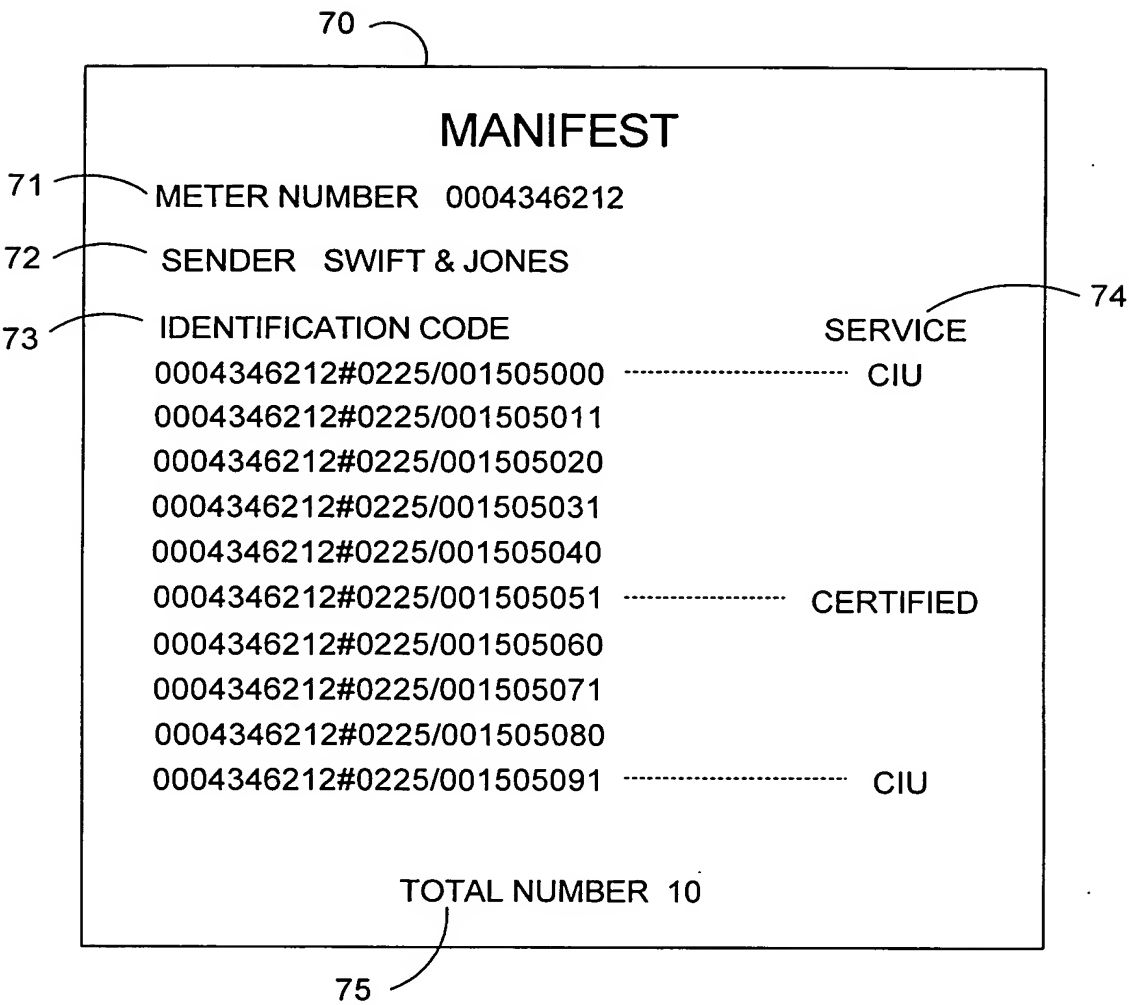 70
MANIFEST
71 METER NUMBER 0004346212
72 SENDER SWIFT & JONES
74
73 IDENTIFICATION CODE SERVICE
0004346212#0225/001505000 CIU
0004346212#0225/001505011
0004346212#0225/001505020
0004346212#0225/001505031
0004346212#0225/001505040
0004346212#0225/001505051 CERTIFIED
0004346212#0225/001505060
0004346212#0225/001505071
0004346212#0225/001505080
0004346212#0225/001505091 CIU
TOTAL NUMBER 10
75